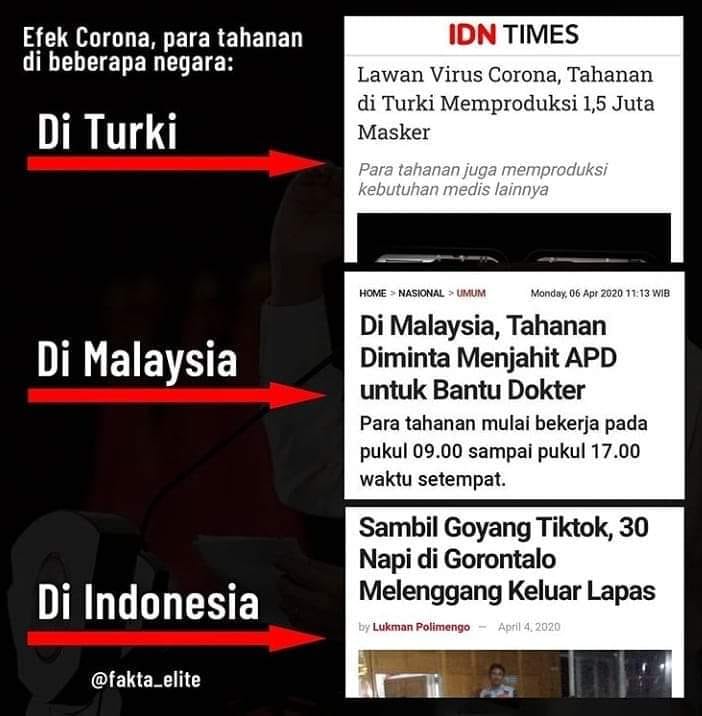 Efek Corona, para tahanan
di beberapa negara:
Di Turki
IDN TIMES
Lawan Virus Corona, Tahanan
di Turki Memproduksi 1,5 Juta
Masker
Para tahanan juga memproduksi
kebutuhan medis lainnya
Di Malaysia
HOME > NASIONAL > UMUM
Monday, 06 Apr 2020 11:13 WIB
Di Malaysia, Tahanan
Diminta Menjahit APD
untuk Bantu Dokter
Para tahanan mulai bekerja pada
pukul 09.00 sampai pukul 17.00
waktu setempat.
Di Indonesia
Sambil Goyang Tiktok, 30
Napi di Gorontalo
Melenggang Keluar Lapas
by Lukman Polimengo — April 4, 2020
@fakta_elite